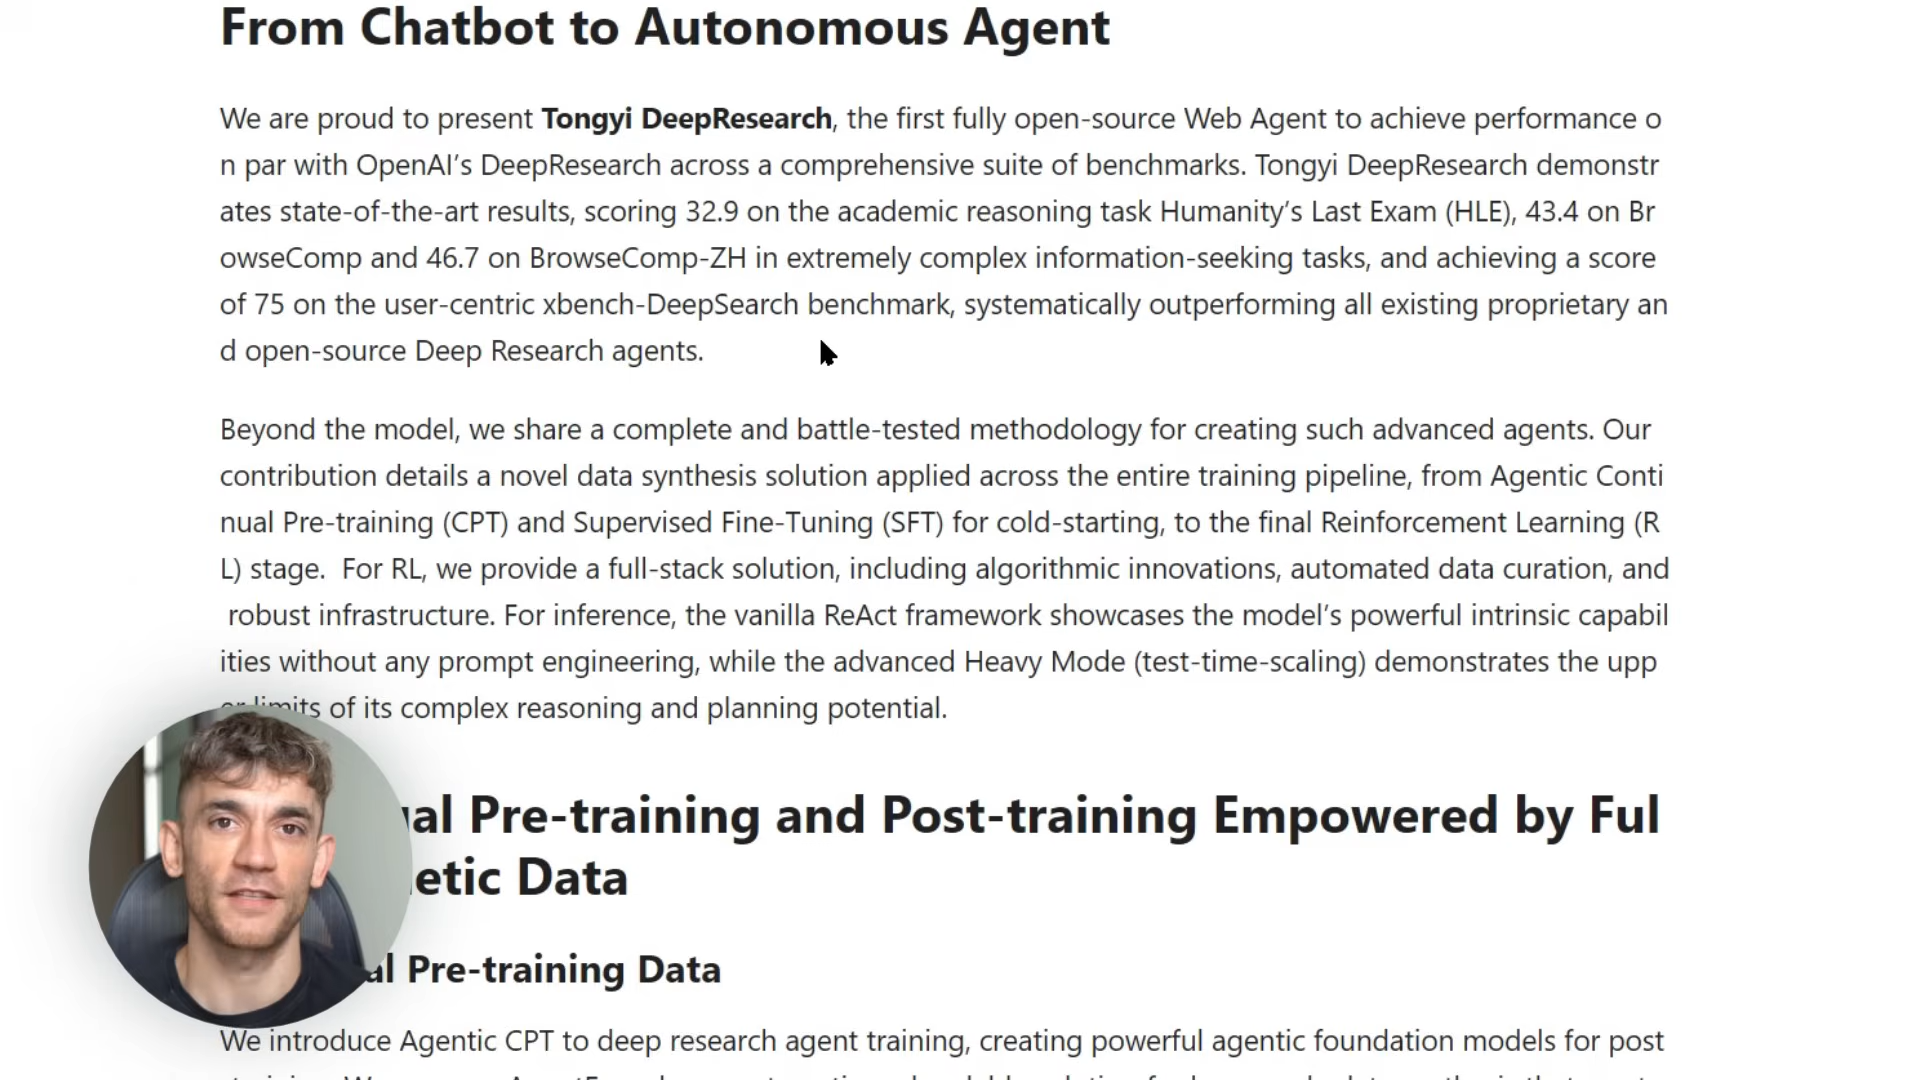 From Chatbot to Autonomous Agent
We are proud to present Tongyi DeepResearch, the first fully open-source Web Agent to achieve performance o
n par with OpenAI’s DeepResearch across a comprehensive suite of benchmarks. Tongyi DeepResearch demonstr
ates state-of-the-art results, scoring 32.9 on the academic reasoning task Humanity’s Last Exam (HLE), 43.4 on Br
owseComp and 46.7 on BrowseComp-ZH in extremely complex information-seeking tasks, and achieving a score
of 75 on the user-centric xbench-DeepSearch benchmark, systematically outperforming all existing proprietary an
d open-source Deep Research agents.
Beyond the model, we share a complete and battle-tested methodology for creating such advanced agents. Our
contribution details a novel data synthesis solution applied across the entire training pipeline, from Agentic Conti
nual Pre-training (CPT) and Supervised Fine-Tuning (SFT) for cold-starting, to the final Reinforcement Learning (R
L) stage.  For RL, we provide a full-stack solution, including algorithmic innovations, automated data curation, and
robust infrastructure. For inference, the vanilla ReAct framework showcases the model’s powerful intrinsic capabil
ities without any prompt engineering, while the advanced Heavy Mode (test-time-scaling) demonstrates the upp
er limits of its complex reasoning and planning potential.
al Pre-training and Post-training Empowered by Ful
etic Data
al Pre-training Data
We introduce Agentic CPT to deep research agent training, creating powerful agentic foundation models for post